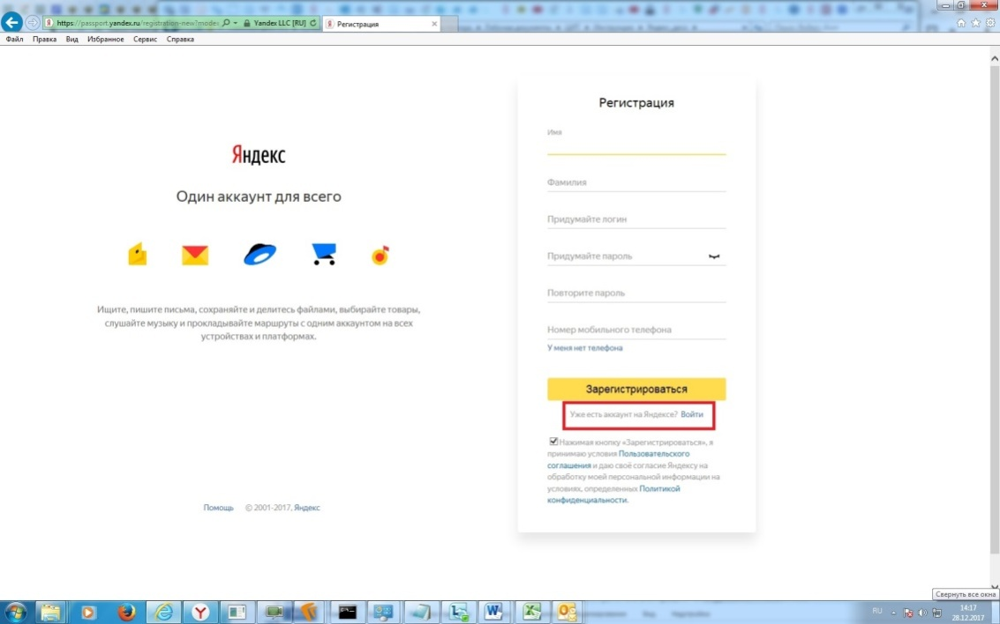 https://passport.yandex.ru/registration-new?mode=
Yandex LLC [RU]
Регистрация
Файл Правка Вид Избранное Сервис Справка
Яндекс
Один аккаунт для всего
Ищите, пишите письма, сохраняйте и делитесь файлами, выбирайте товары,
слушайте музыку и прокладывайте маршруты с одним аккаунтом на всех
устройствах и платформах.
Помощь © 2001-2017, Яндекс
Регистрация
Имя
Фамилия
Придумайте логин
Придумайте пароль
Повторите пароль
Номер мобильного телефона
У меня нет телефона
Зарегистрироваться
Уже есть аккаунт на Яндексе? Войти
Нажимая кнопку «Зарегистрироваться», я
принимаю условия Пользовательского
соглашения и даю своё согласие Яндексу на
обработку моей персональной информации на
условиях, определенных Политикой
конфиденциальности.
Свернуть все окна
RU
14:17
28.12.2017